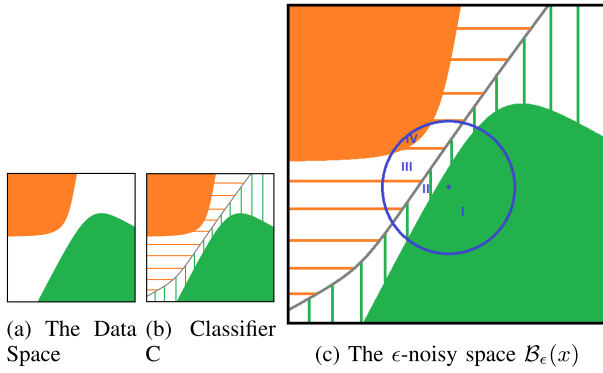 IV
III
II
I
(a) The Data
Space
(b) Classifier
C
(c) The ϵ-noisy space ℬϵ(x)